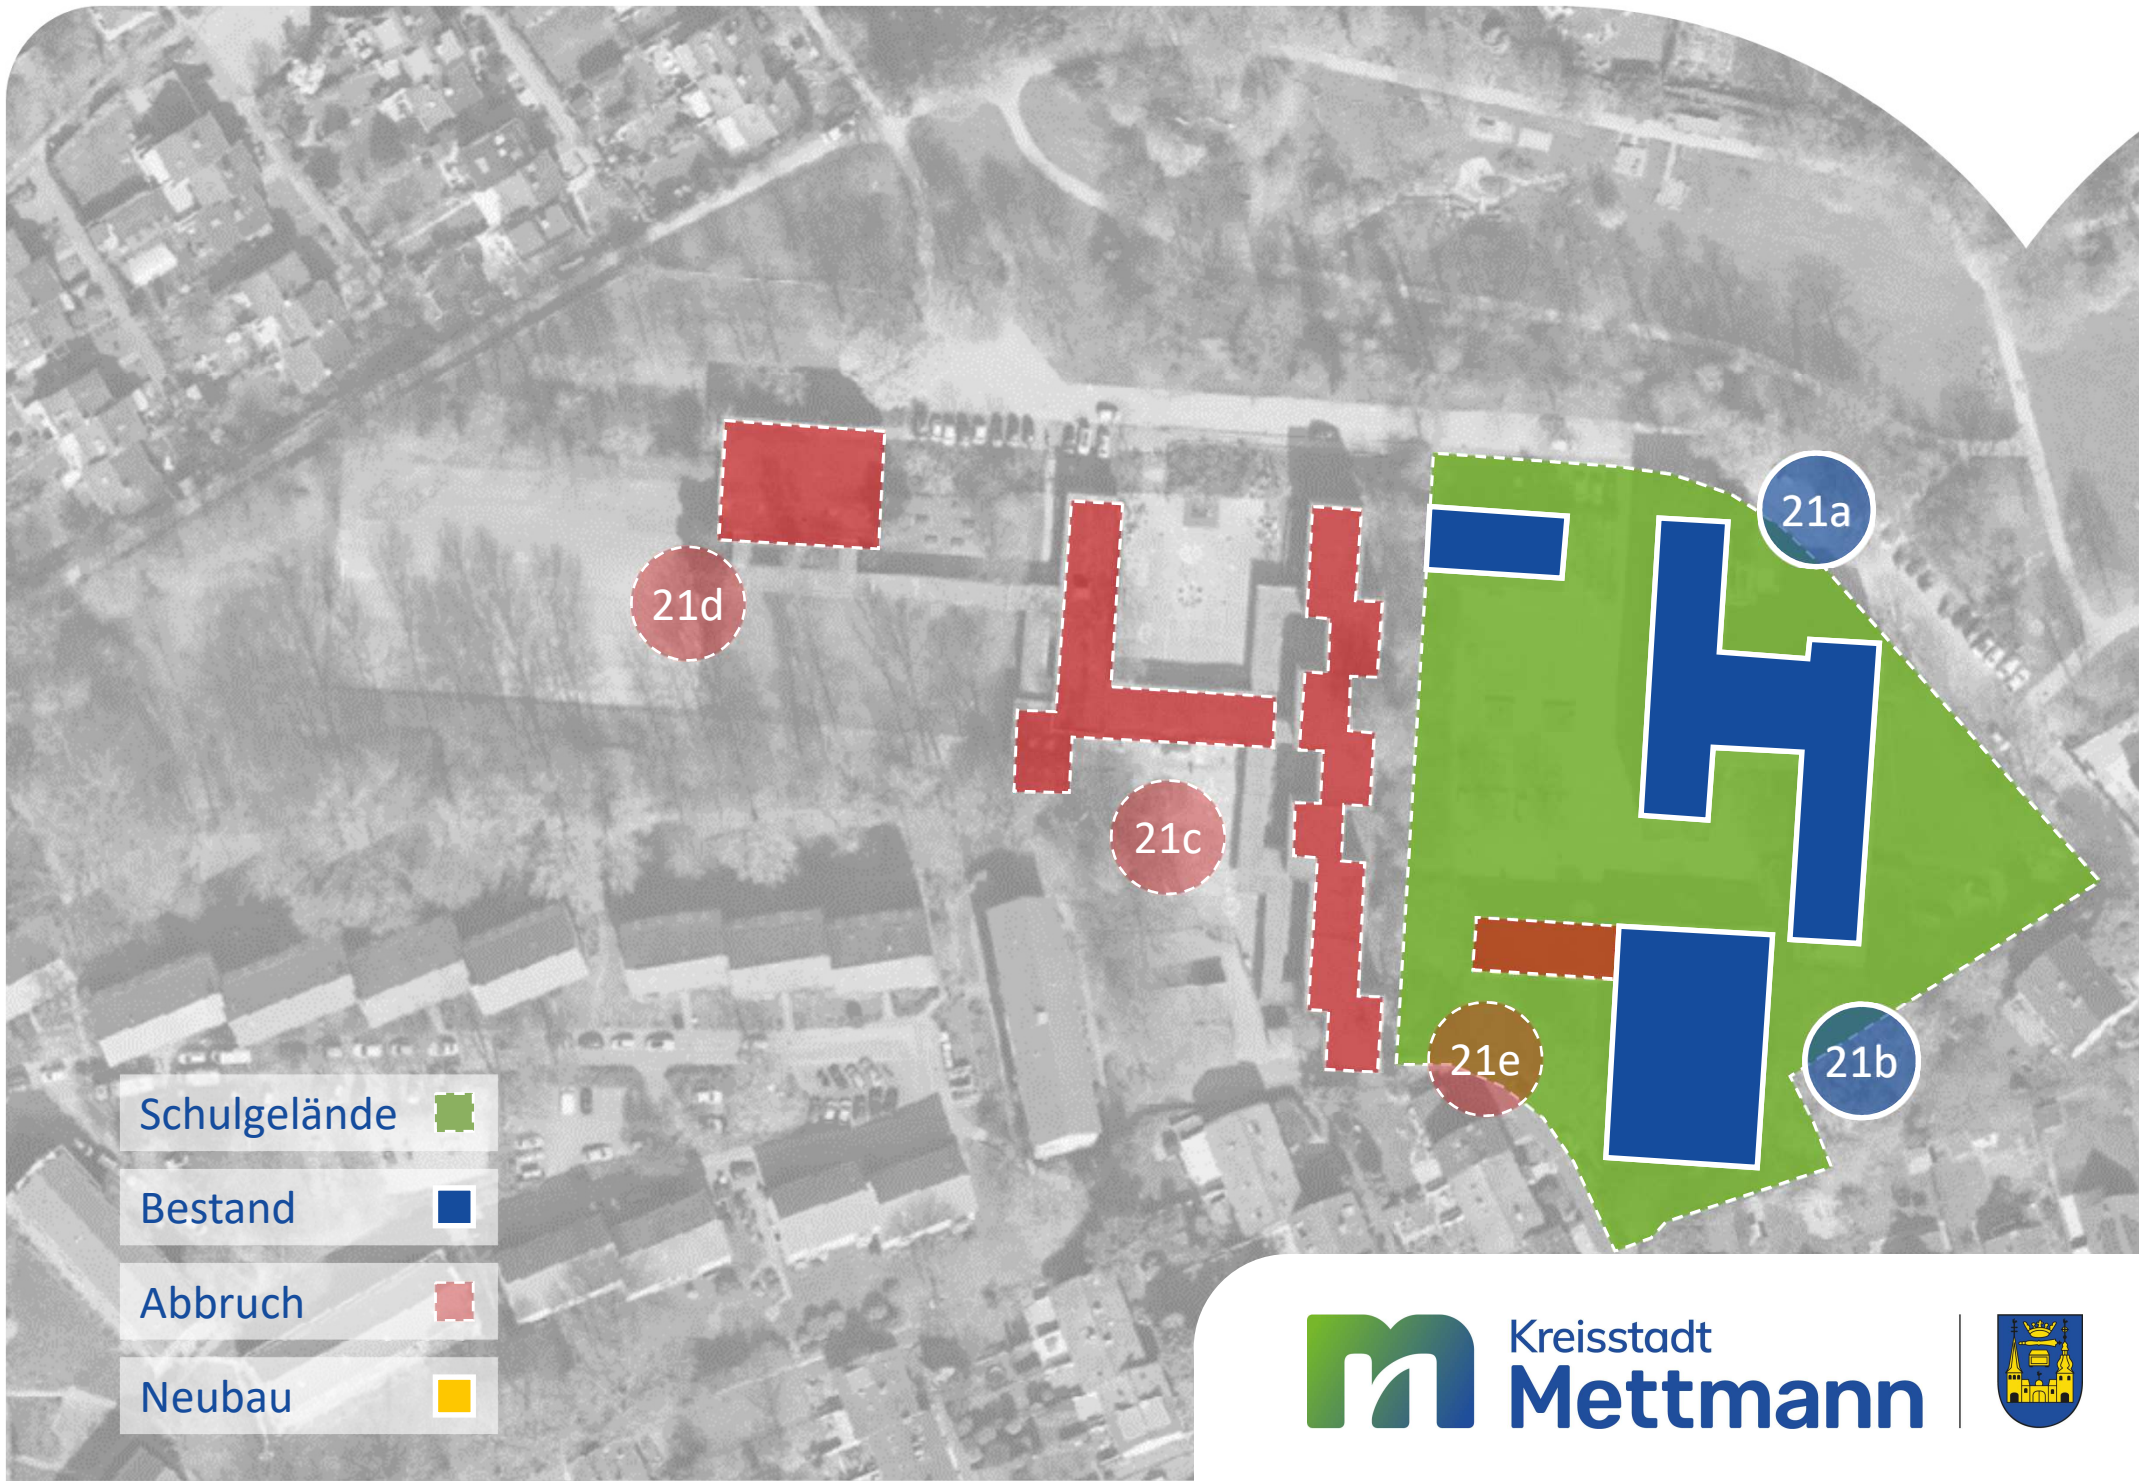 21a
21d
21c
21e
21b
Schulgelände
Bestand
Abbruch
Neubau
Kreisstadt
Mettmann